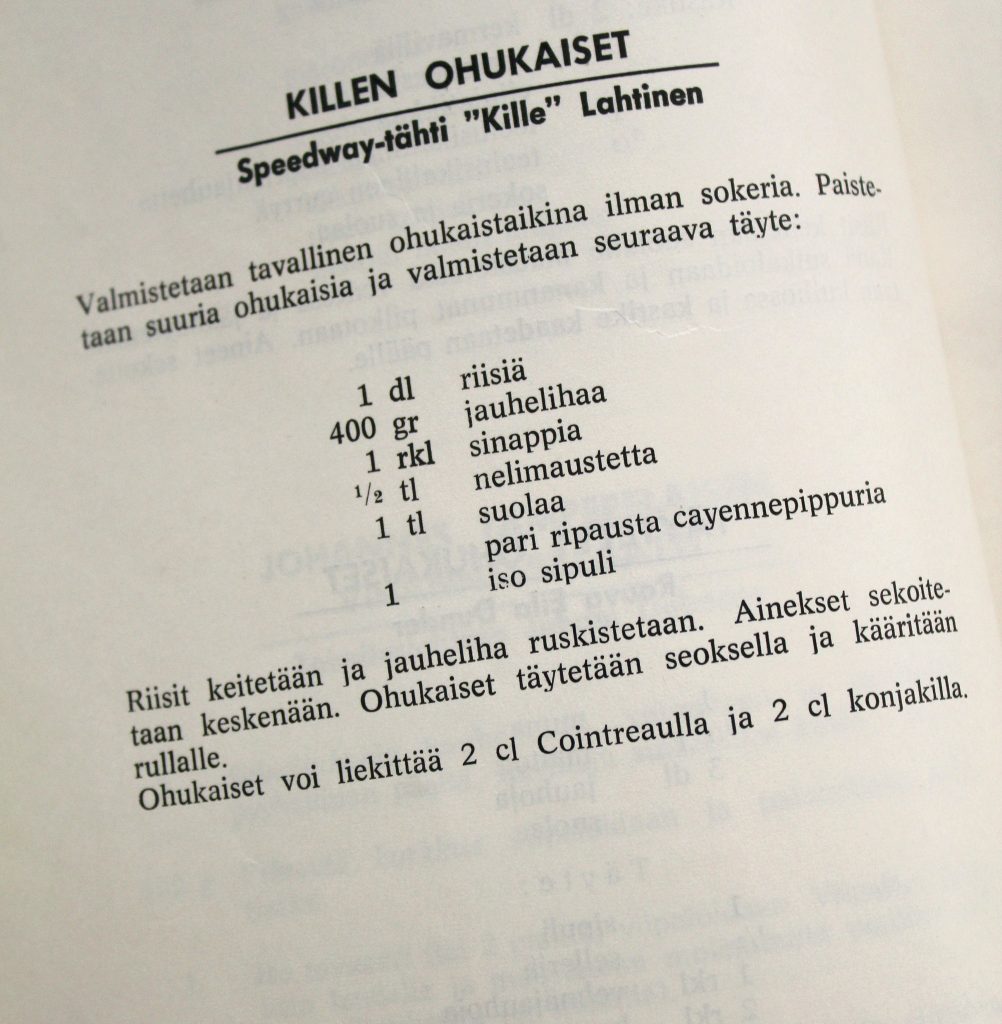 KILLEN OHUKAISET
Speedway-tähti ”Kille” Lahtinen
Valmistetaan tavallinen ohukaistaikina ilman sokeria. Paiste-
taan suuria ohukaisia ja valmistetaan seuraava täyte:
1 dl riisiä
400 gr jauhelihaa
1 rkl sinappia
1/2 tl nelimaustetta
1 tl suolaa
pari ripausta cayennepippuria
1 iso sipuli
Riisit keitetään ja jauheliha ruskistetaan. Ainekset sekoite-
taan keskenään. Ohukaiset täytetään seoksella ja kääritään
rullalle.
Ohukaiset voi liekittää 2 cl Cointreaulla ja 2 cl konjakilla.